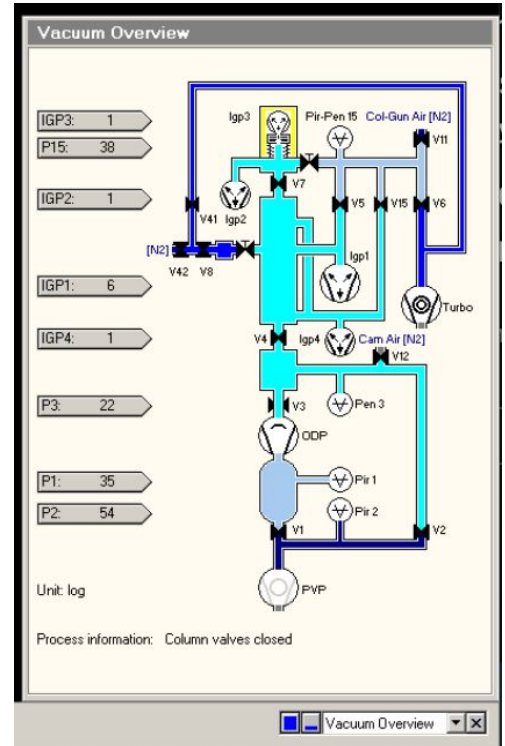 Vacuum Overview
Igp3
Pir-Pen 15
Col-Gun Air [N2]
IGP3: 1
V11
P15: 38
V7
IGP2: 1
V41
Igp2
V5
V15
V6
[N2]
V42
V8
Igp1
IGP1: 6
Turbo
IGP4: 1
V4
Igp4
Cam Air [N2]
V12
P3: 22
V3
Pen 3
ODP
P1: 35
Pir 1
P2: 54
Pir 2
V1
V2
Unit: log
PVP
Process information: Column valves closed
Vacuum Overview